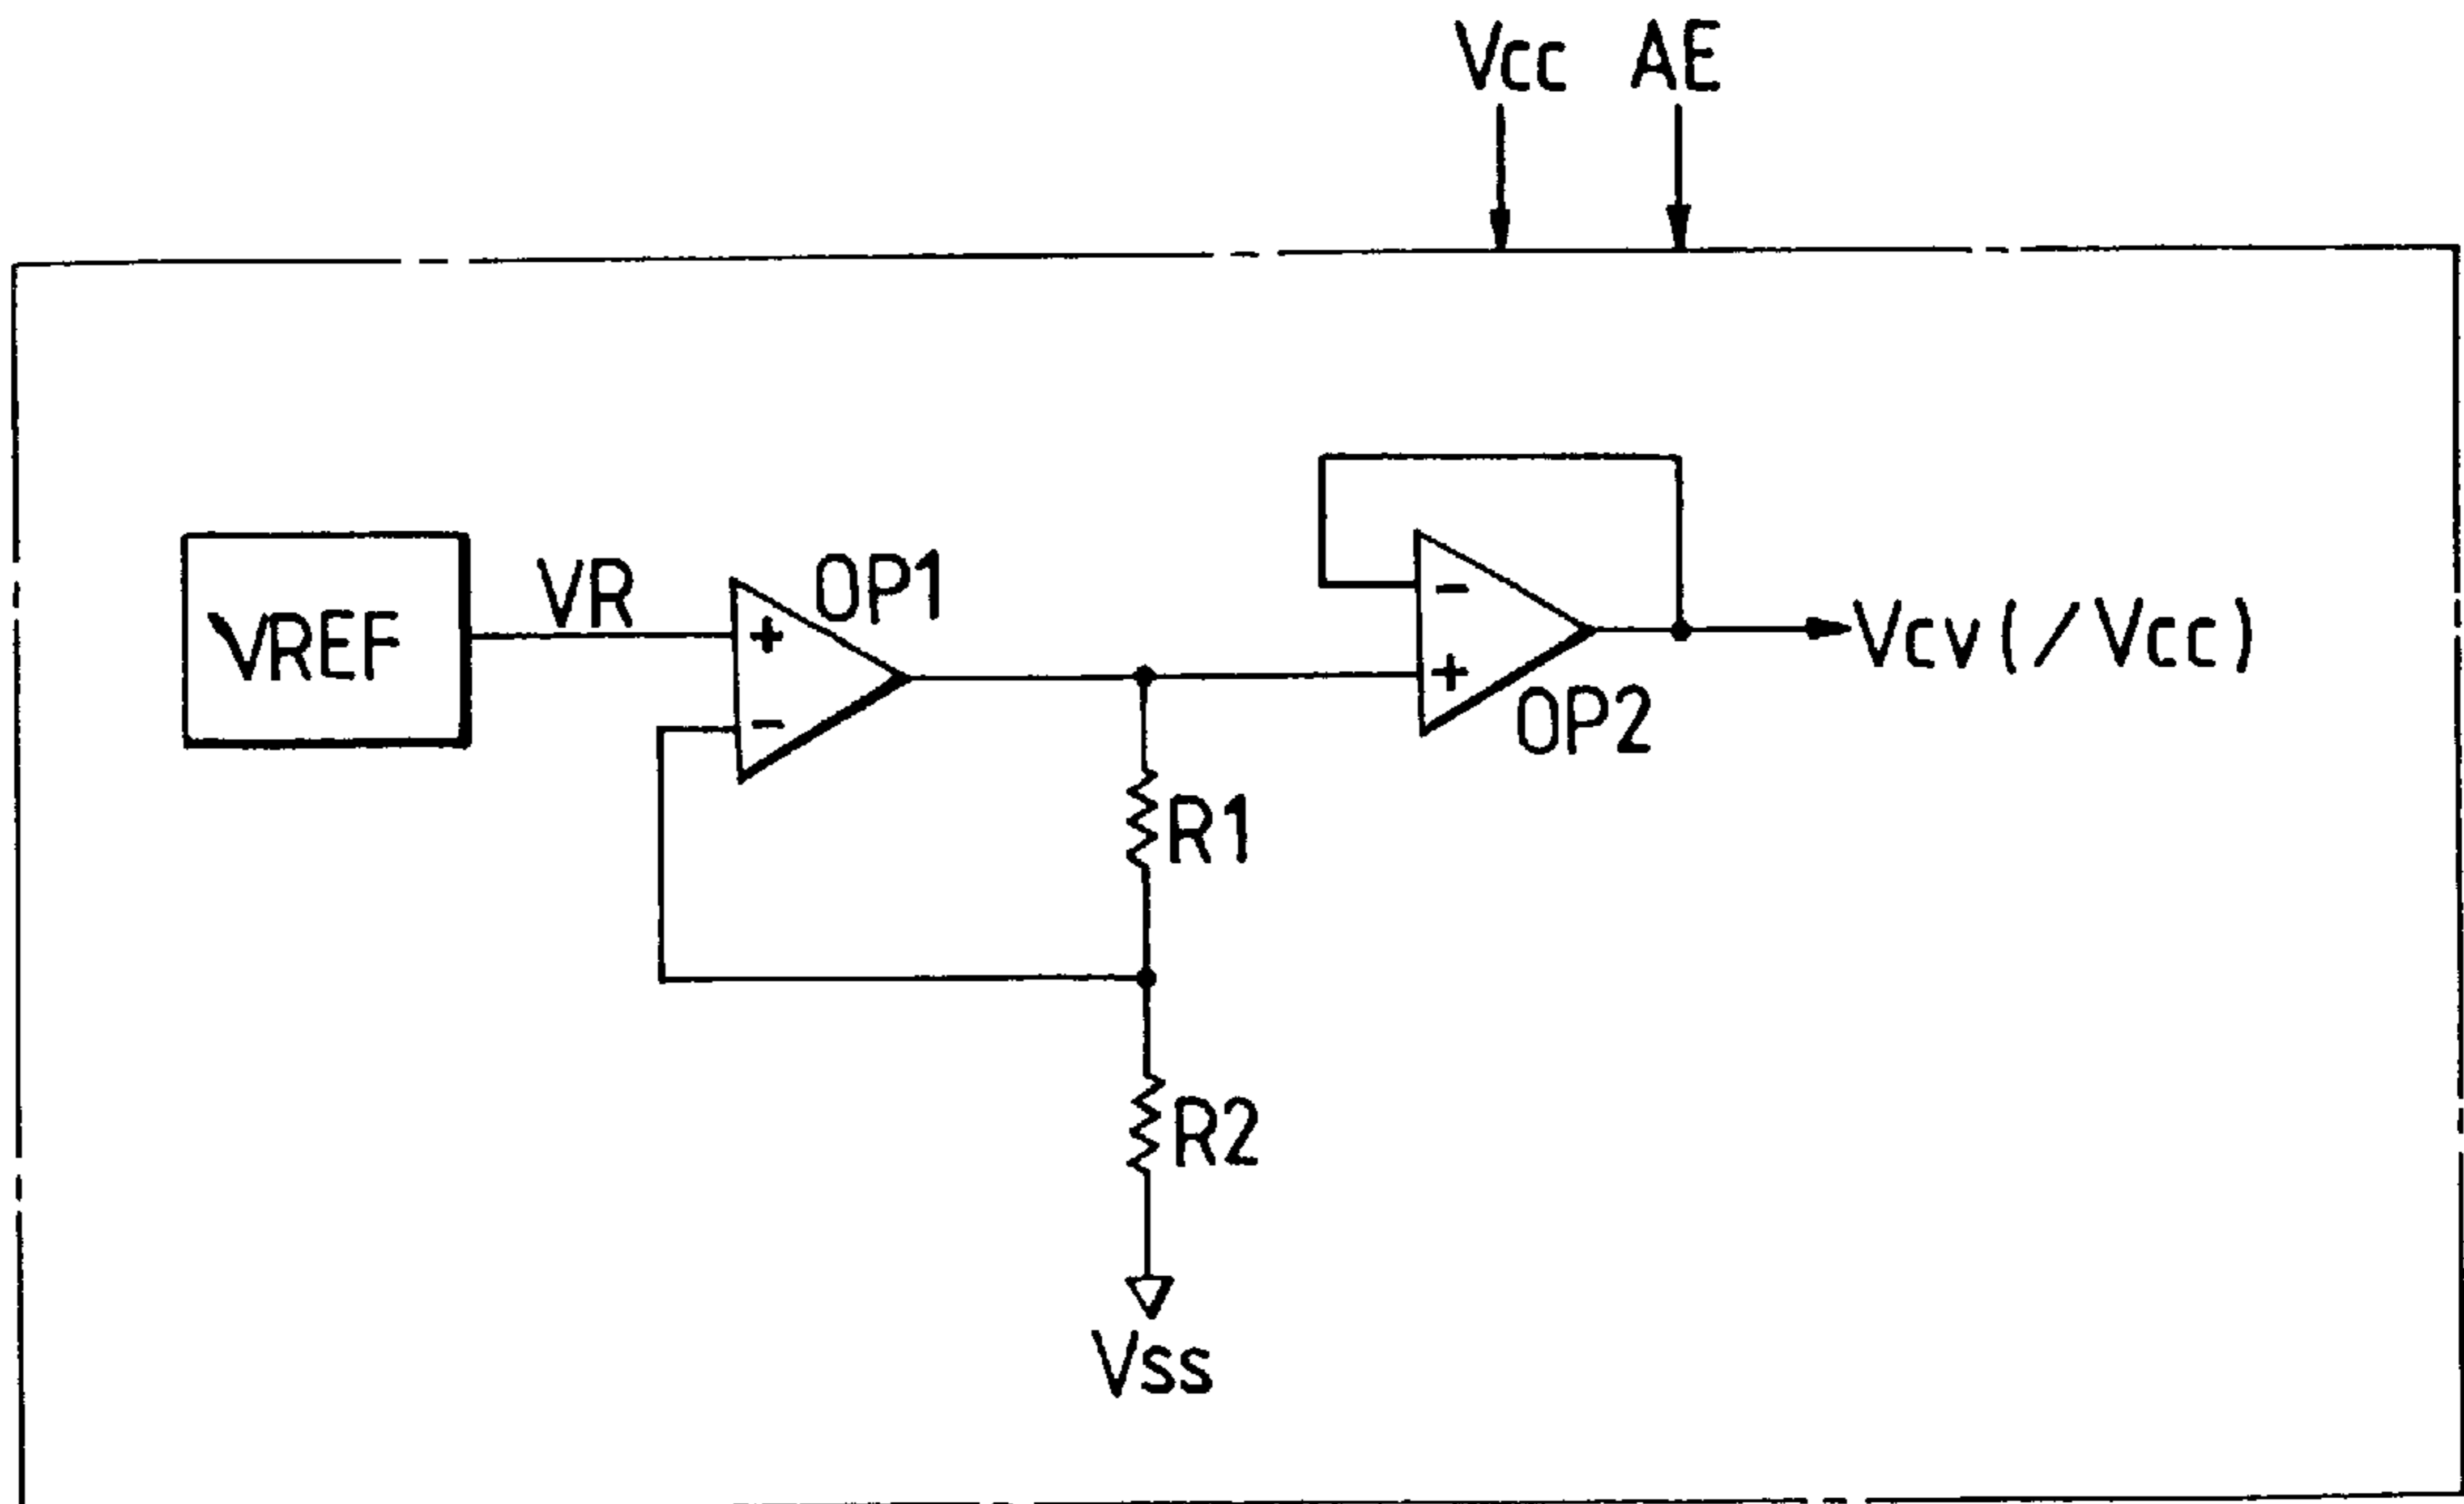 Vcc AE
VREF
VR
+
-
OP1
-
+
OP2
Vcv(/Vcc)
R1
R2
Vss